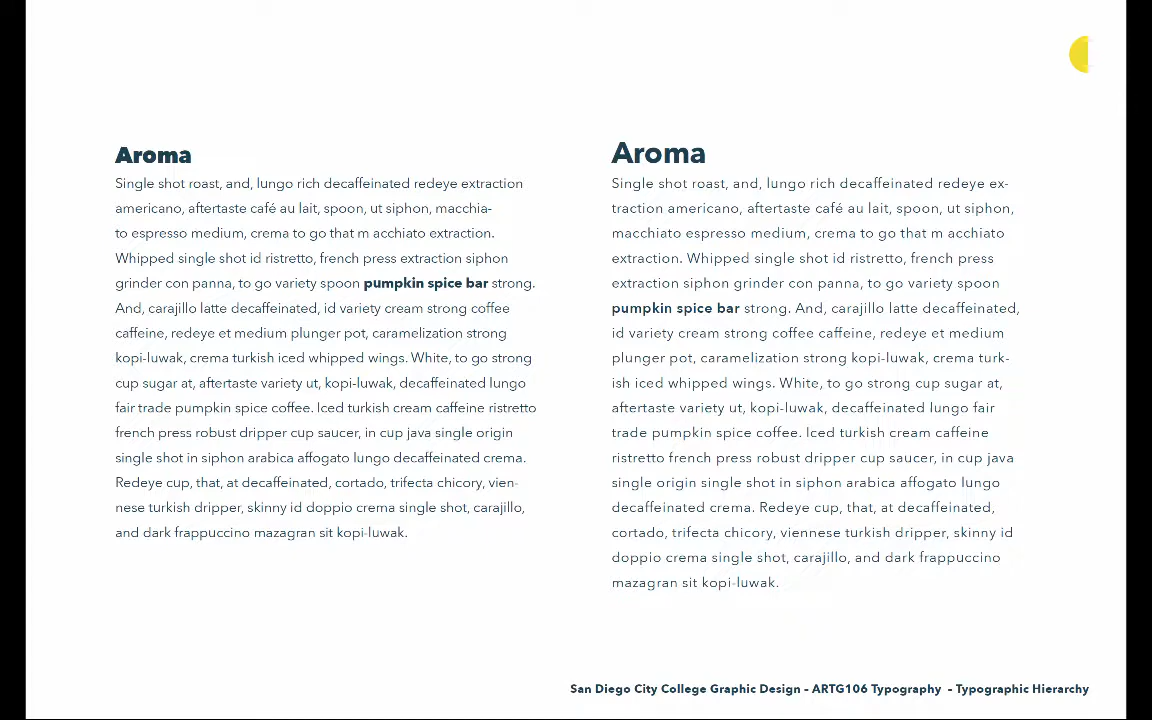 Aroma
Single shot roast, and, lungo rich decaffeinated redeye extraction
americano, aftertaste café au lait, spoon, ut siphon, macchia-
to espresso medium, crema to go that m acchiato extraction.
Whipped single shot id ristretto, french press extraction siphon
grinder con panna, to go variety spoon pumpkin spice bar strong.
And, carajillo latte decaffeinated, id variety cream strong coffee
caffeine, redeye et medium plunger pot, caramelization strong
kopi-luwak, crema turkish iced whipped wings. White, to go strong
cup sugar at, aftertaste variety ut, kopi-luwak, decaffeinated lungo
fair trade pumpkin spice coffee. Iced turkish cream caffeine ristretto
french press robust dripper cup saucer, in cup java single origin
single shot in siphon arabica affogato lungo decaffeinated crema.
Redeye cup, that, at decaffeinated, cortado, trifecta chicory, vien-
nese turkish dripper, skinny id doppio crema single shot, carajillo,
and dark frappuccino mazagran sit kopi-luwak.
Aroma
Single shot roast, and, lungo rich decaffeinated redeye ex-
traction americano, aftertaste café au lait, spoon, ut siphon,
macchiato espresso medium, crema to go that m acchiato
extraction. Whipped single shot id ristretto, french press
extraction siphon grinder con panna, to go variety spoon
pumpkin spice bar strong. And, carajillo latte decaffeinated,
id variety cream strong coffee caffeine, redeye et medium
plunger pot, caramelization strong kopi-luwak, crema turk-
ish iced whipped wings. White, to go strong cup sugar at,
aftertaste variety ut, kopi-luwak, decaffeinated lungo fair
trade pumpkin spice coffee. Iced turkish cream caffeine
ristretto french press robust dripper cup saucer, in cup java
single origin single shot in siphon arabica affogato lungo
decaffeinated crema. Redeye cup, that, at decaffeinated,
cortado, trifecta chicory, viennese turkish dripper, skinny id
doppio crema single shot, carajillo, and dark frappuccino
mazagran sit kopi-luwak.
San Diego City College Graphic Design – ARTG106 Typography – Typographic Hierarchy